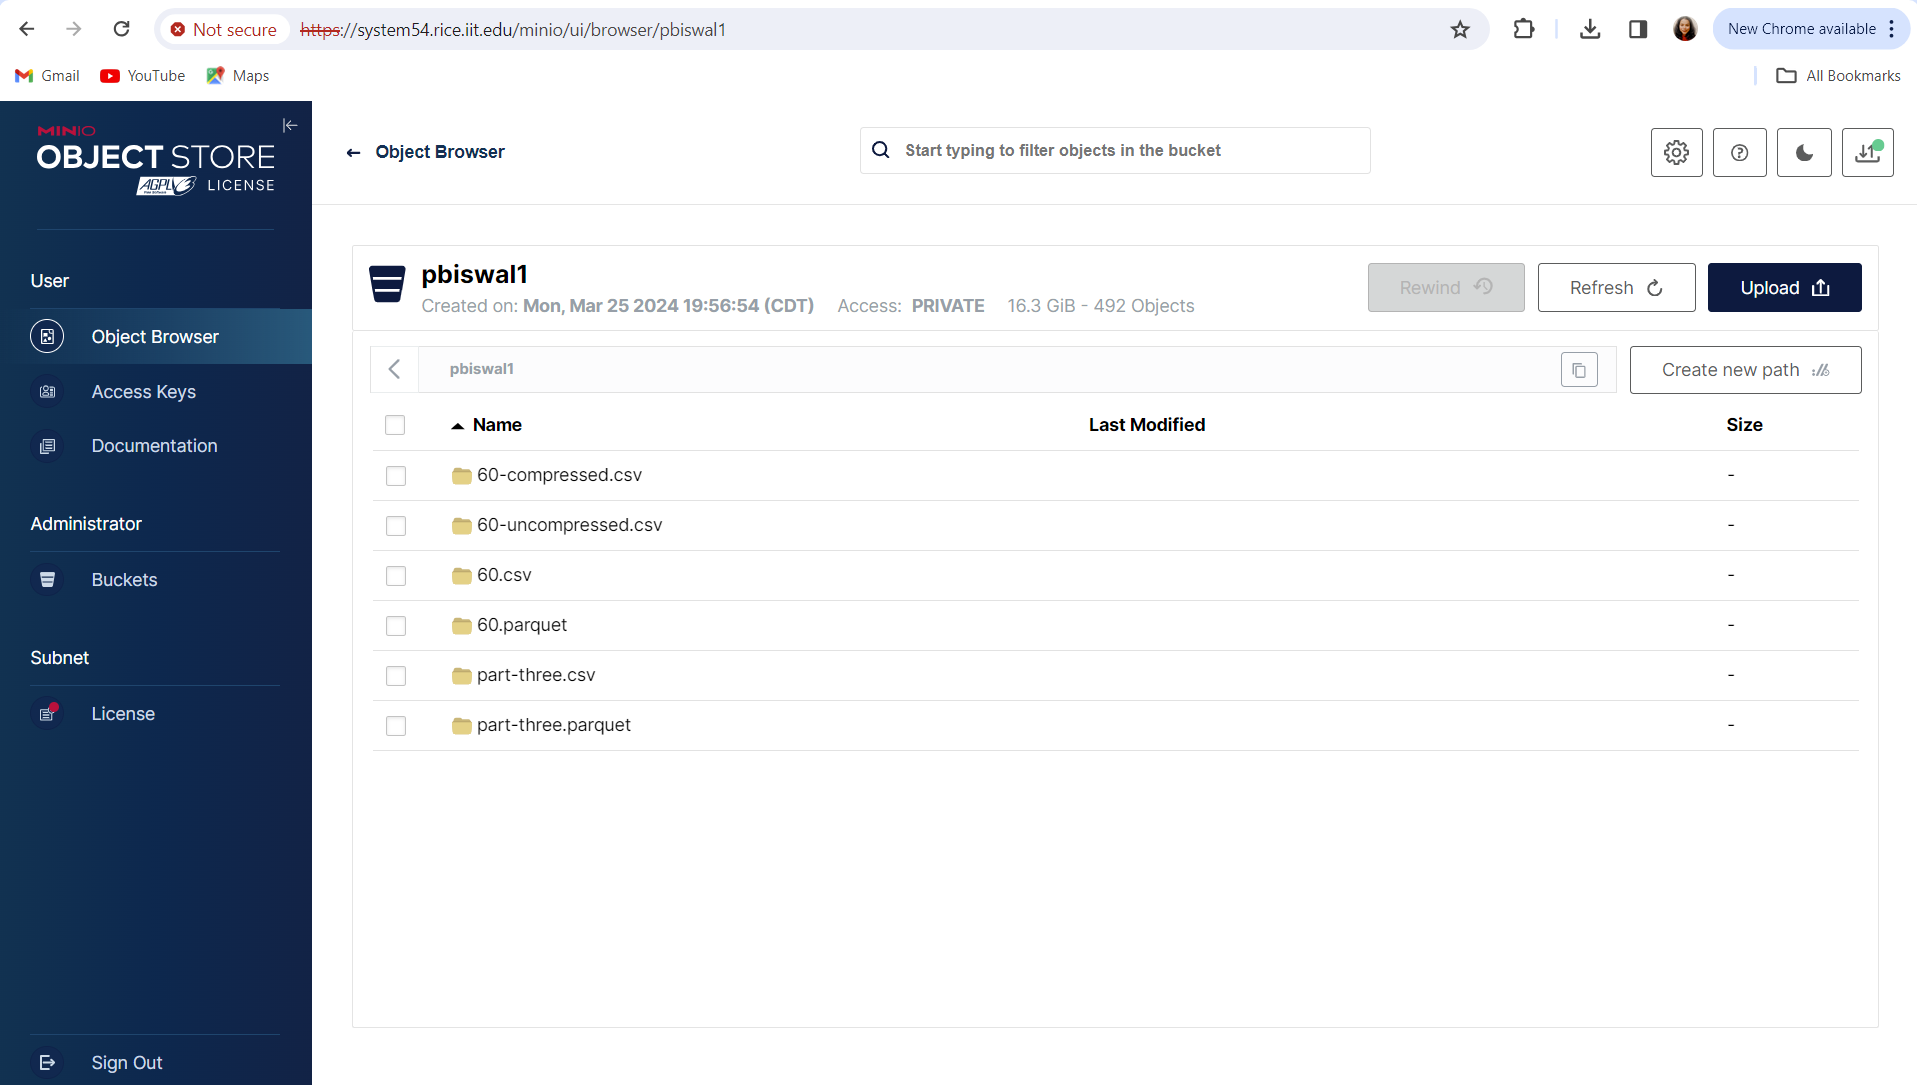 Not secure
https://system54.rice.iit.edu/minio/ui/browser/pbiswal1
New Chrome available
Gmail
YouTube
Maps
All Bookmarks
MINIO
OBJECT STORE
AGPLv3
LICENSE
Object Browser
Start typing to filter objects in the bucket
User
Object Browser
Access Keys
Documentation
Administrator
Buckets
Subnet
License
Sign Out
pbiswal1
Created on: Mon, Mar 25 2024 19:56:54 (CDT) Access: PRIVATE 16.3 GiB - 492 Objects
Rewind
Refresh
Upload
pbiswal1
Create new path
Name Last Modified Size
60-compressed.csv -
60-uncompressed.csv -
60.csv -
60.parquet -
part-three.csv -
part-three.parquet -